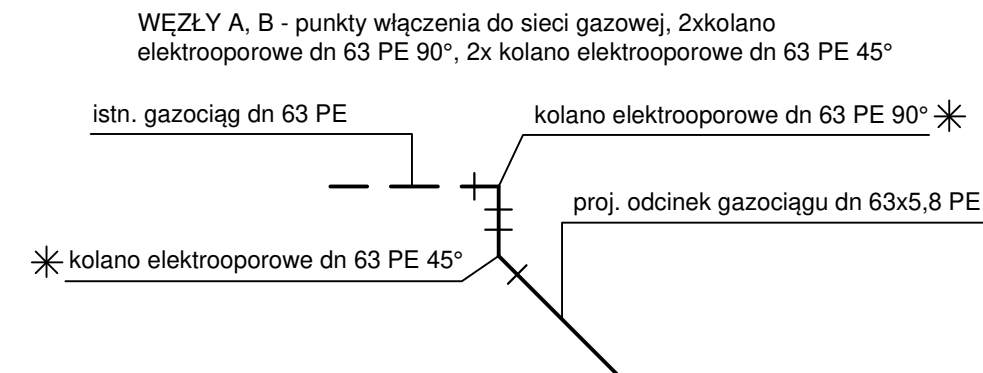 WĘZŁY A, B - punkty włączenia do sieci gazowej, 2xkolano
elektrooporowe dn 63 PE 90°, 2x kolano elektrooporowe dn 63 PE 45°
istn. gazociąg dn 63 PE
kolano elektrooporowe dn 63 PE 90°
proj. odcinek gazociągu dn 63x5,8 PE
kolano elektrooporowe dn 63 PE 45°